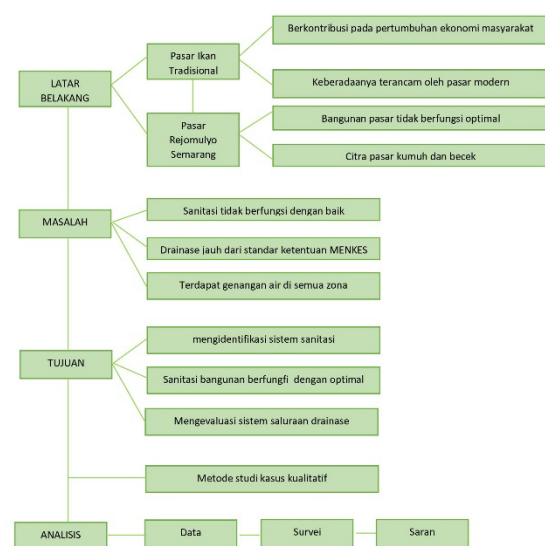 LATAR
BELAKANG
Pasar Ikan
Tradisional
Berkontribusi pada pertumbuhan ekonomi masyarakat
Keberadaanya terancam oleh pasar modern
Pasar
Rejomulyo
Semarang
Bangunan pasar tidak berfungsi optimal
Citra pasar kumuh dan becek
MASALAH
Sanitasi tidak berfungsi dengan baik
Drainase jauh dari standar ketentuan MENKES
Terdapat genangan air di semua zona
TUJUAN
mengidentifikasi sistem sanitasi
Sanitasi bangunan berfungfi dengan optimal
Mengevaluasi sistem saluraan drainase
Metode studi kasus kualitatif
ANALISIS
Data
Survei
Saran